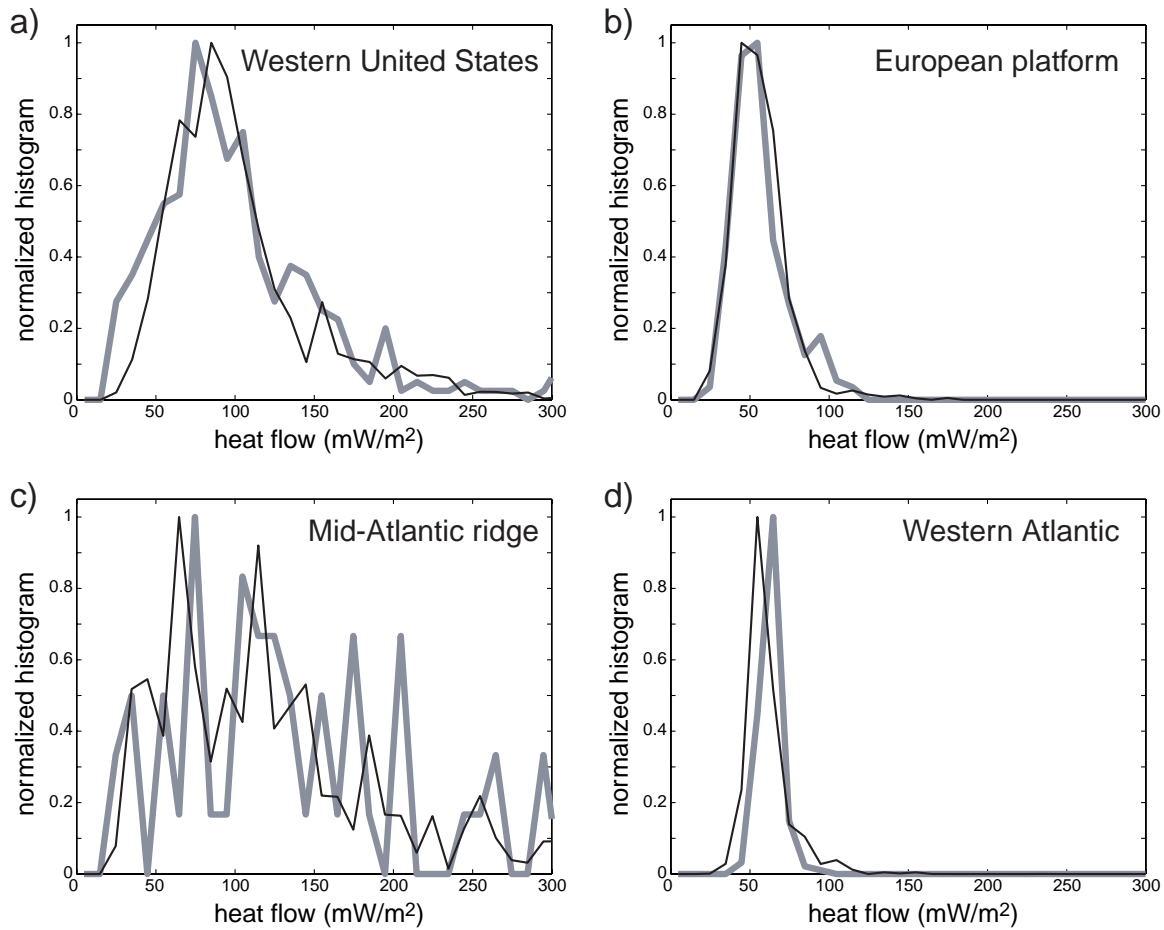 a)
Western United States
1
0.8
0.6
0.4
0.2
0
0 50 100 150 200 250 300
normalized histogram
heat flow (mW/m²)
b)
European platform
1
0.8
0.6
0.4
0.2
0
0 50 100 150 200 250 300
normalized histogram
heat flow (mW/m²)
c)
Mid-Atlantic ridge
1
0.8
0.6
0.4
0.2
0
0 50 100 150 200 250 300
normalized histogram
heat flow (mW/m²)
d)
Western Atlantic
1
0.8
0.6
0.4
0.2
0
0 50 100 150 200 250 300
normalized histogram
heat flow (mW/m²)